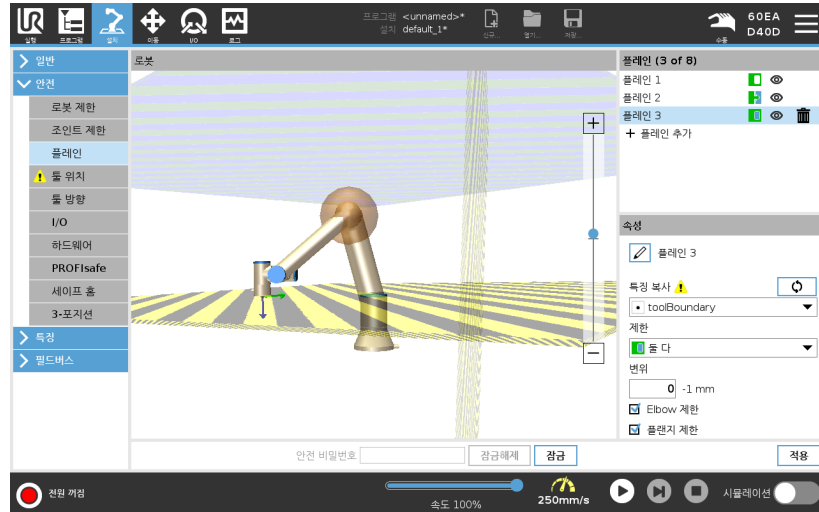 UR
실행
프로그램
설치
이동
I/O
로그
프로그램 <unnamed>*
설치 default_1*
신규...
열기...
저장...
수동
60EA
D40D
일반
안전
로봇 제한
조인트 제한
플레인
툴 위치
툴 방향
I/O
하드웨어
PROFIsafe
세이프 홈
3-포지션
특징
필드버스
로봇
플레인 (3 of 8)
플레인 1
플레인 2
플레인 3
+ 플레인 추가
속성
플레인 3
특징 복사
toolBoundary
제한
둘 다
변위
0 -1 mm
Elbow 제한
플랜지 제한
안전 비밀번호
잠금해제
잠금
적용
전원 꺼짐
속도 100%
250mm/s
시뮬레이션